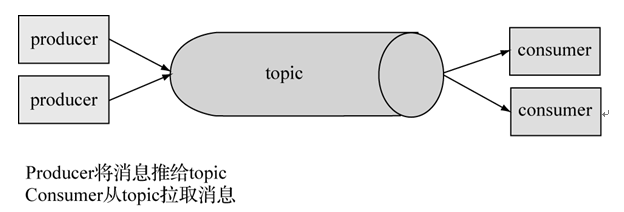 producer
producer
topic
consumer
consumer
Producer将消息推给topic
Consumer从topic拉取消息